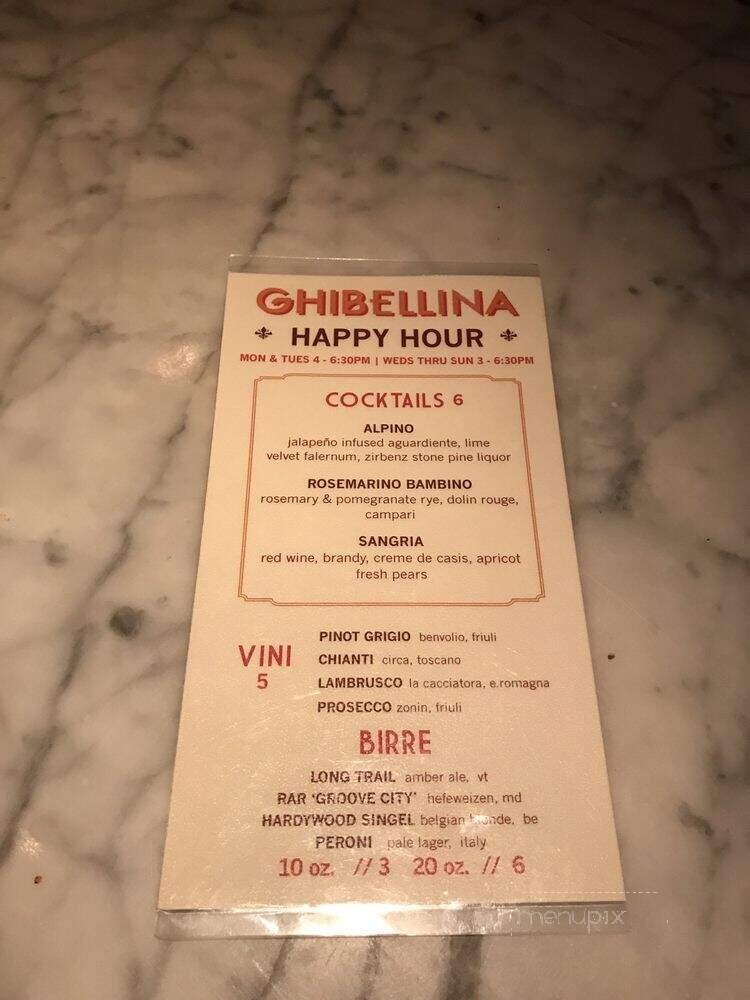 GHIBELLINA
HAPPY HOUR
MON & TUES 4 - 6:30PM | WEDS THRU SUN 3 - 6:30PM
COCKTAILS 6
ALPINO
jalapeño infused aguardiente, lime
velvet falernum, zirbenz stone pine liquor
ROSEMARINO BAMBINO
rosemary & pomegranate rye, dolin rouge,
campari
SANGRIA
red wine, brandy, creme de casis, apricot
fresh pears
VINI
5
PINOT GRIGIO benvolio, friuli
CHIANTI circa, toscano
LAMBRUSCO la cacciatora, e.romagna
PROSECCO zonin, friuli
BIRRE
LONG TRAIL amber ale, vt
RAR 'GROOVE CITY' hefeweizen, md
HARDYWOOD SINGEL belgian blonde, be
PERONI pale lager, italy
10 oz. // 3 20 oz. // 6
menupix